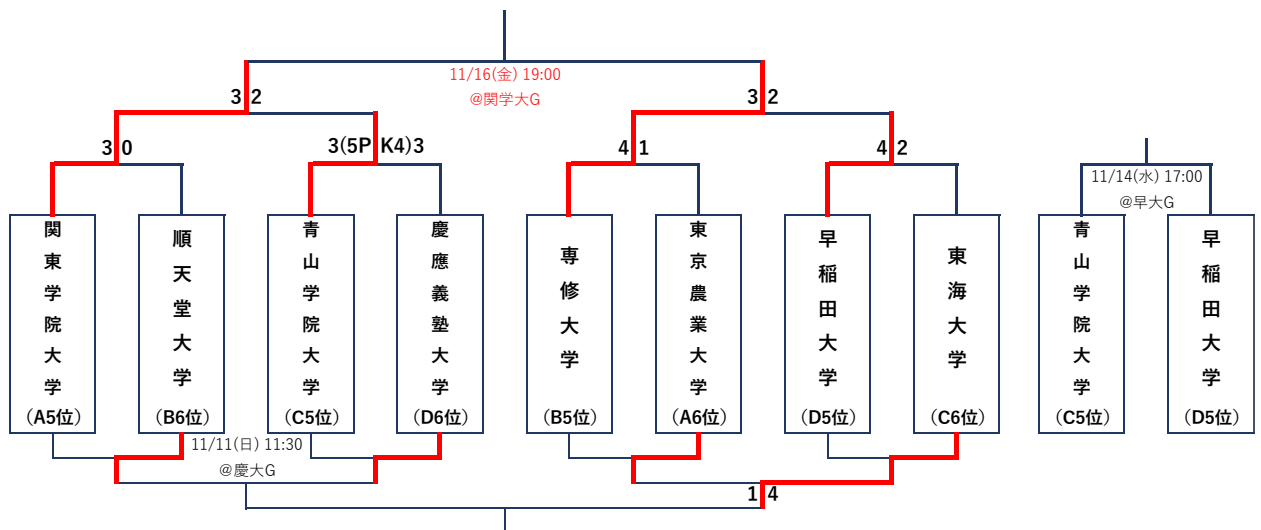 11/16(金) 19:00
@関学大G
3 2
3 2
3 0
3(5P K4)3
4 1
4 2
11/14(水) 17:00
@早大G
関東学院大学
(A5位)
順天堂大学
(B6位)
青山学院大学
(C5位)
慶應義塾大学
(D6位)
専修大学
(B5位)
東京農業大学
(A6位)
早稲田大学
(D5位)
東海大学
(C6位)
青山学院大学
(C5位)
早稲田大学
(D5位)
11/11(日) 11:30
@慶大G
1 4